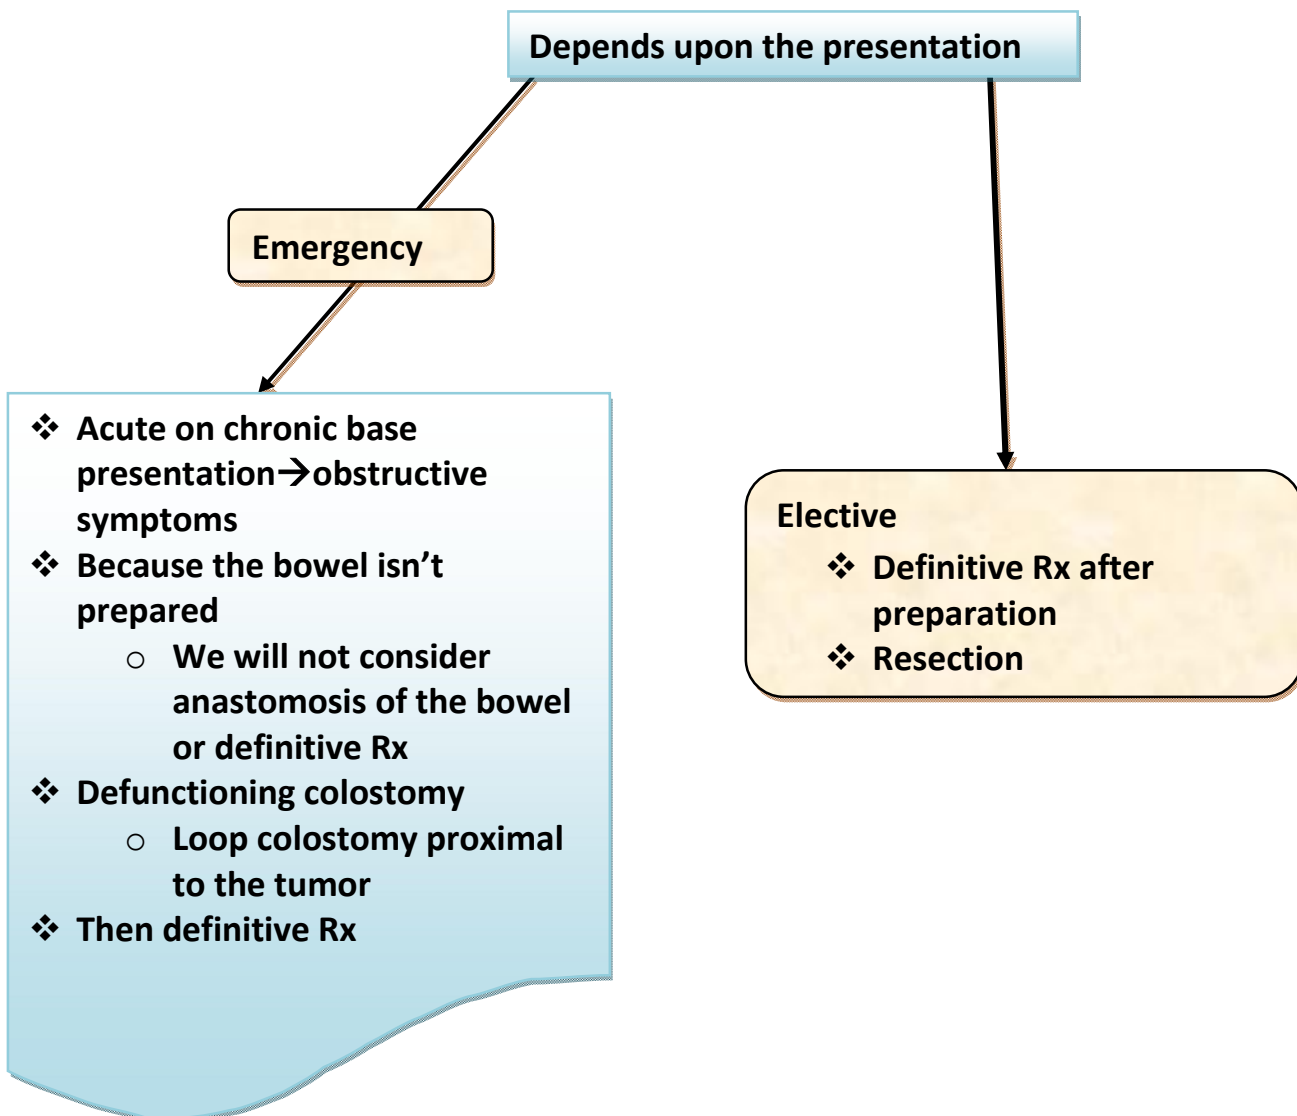 Depends upon the presentation
Emergency
❖ Acute on chronic base
presentation→obstructive
symptoms
❖ Because the bowel isn’t
prepared
o We will not consider
anastomosis of the bowel
or definitive Rx
❖ Defunctioning colostomy
o Loop colostomy proximal
to the tumor
❖ Then definitive Rx
Elective
❖ Definitive Rx after
preparation
❖ Resection